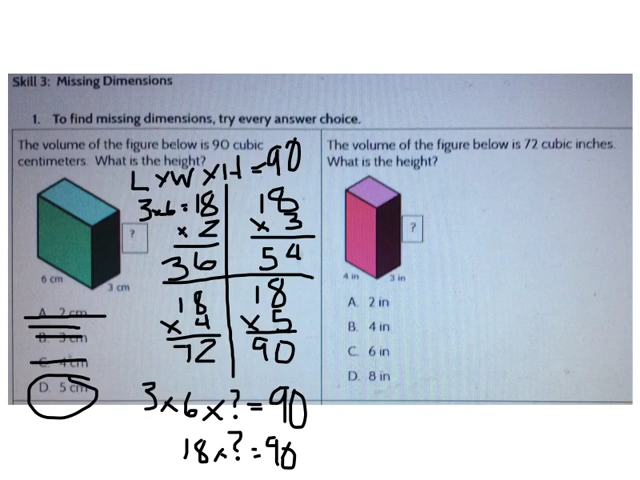 Skill 3: Missing Dimensions
1. To find missing dimensions, try every answer choice.
The volume of the figure below is 90 cubic
centimeters. What is the height?
L x W x H = 90
3x6=18
x 2
36
18
x 3
54
?
6 cm
3 cm
18
x 4
72
18
x 5
90
A. 2 cm
B. 3 cm
C. 4 cm
D. 5 cm
3 x 6 x ? = 90
18 x ? = 90
The volume of the figure below is 72 cubic inches.
What is the height?
?
4 in
3 in
A. 2 in
B. 4 in
C. 6 in
D. 8 in